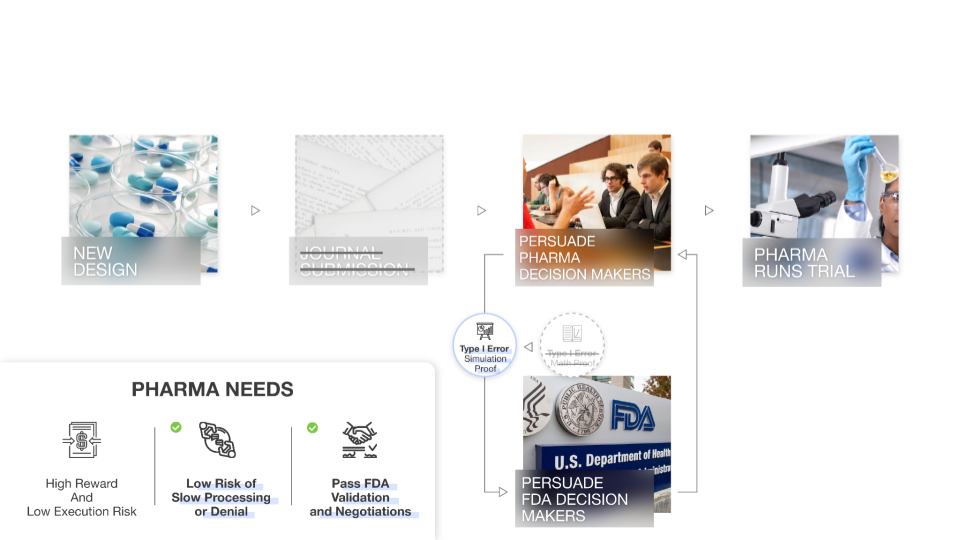 NEW
DESIGN
JOURNAL
SUBMISSION
PERSUADE
PHARMA
DECISION MAKERS
PHARMA
RUNS TRIAL
Type I Error
Simulation
Proof
Type I Error
Math Proof
FDA
U.S. Department of Health
PERSUADE
FDA DECISION
MAKERS
PHARMA NEEDS
High Reward
And
Low Execution Risk
Low Risk of
Slow Processing
or Denial
Pass FDA
Validation
and Negotiations